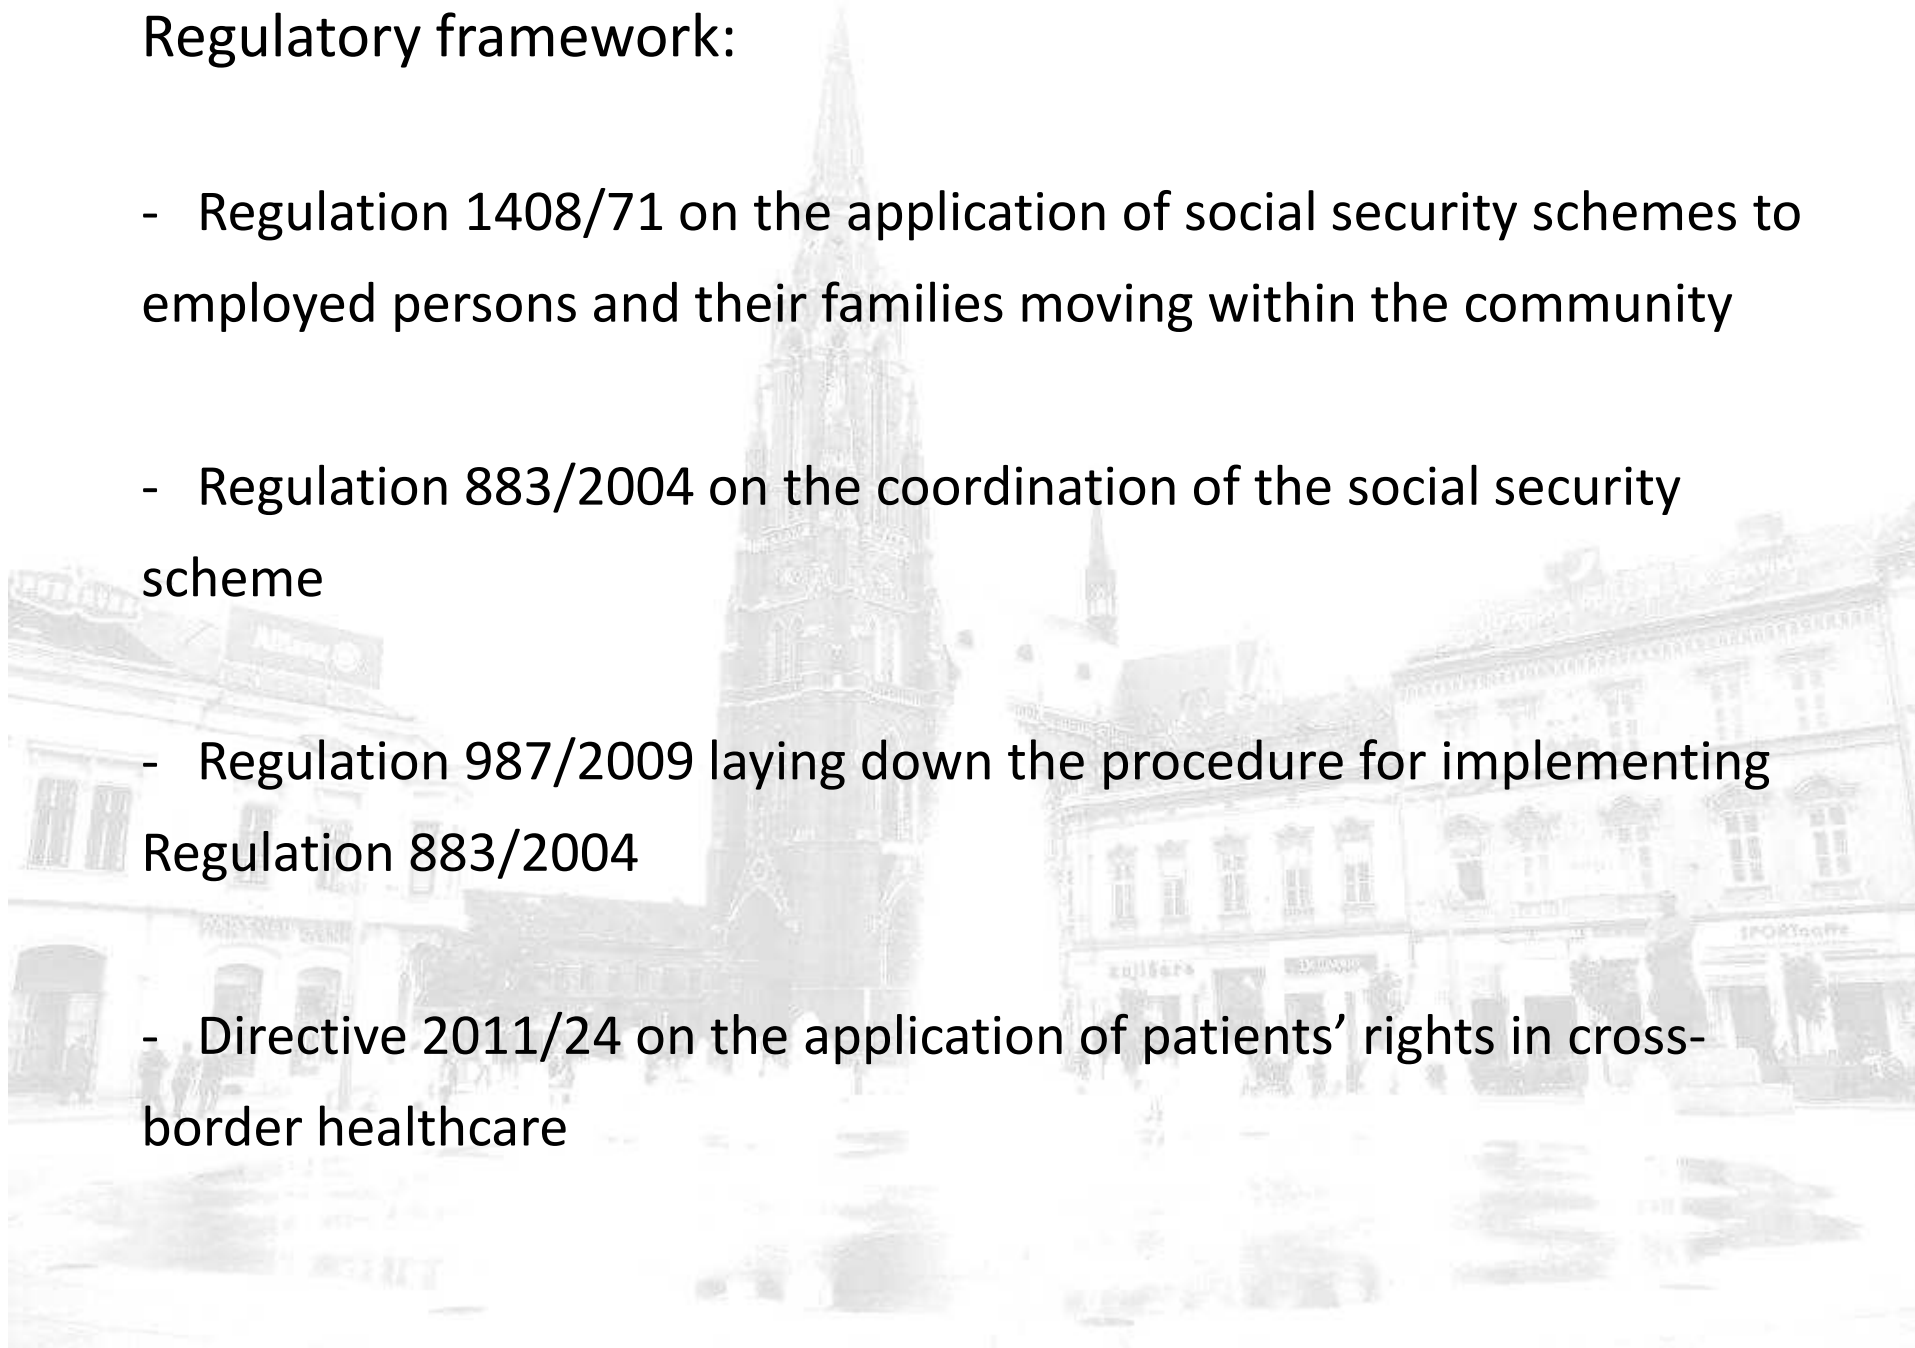 Regulatory framework:
- Regulation 1408/71 on the application of social security schemes to
employed persons and their families moving within the community
- Regulation 883/2004 on the coordination of the social security
scheme
- Regulation 987/2009 laying down the procedure for implementing
Regulation 883/2004
- Directive 2011/24 on the application of patients’ rights in cross-
border healthcare